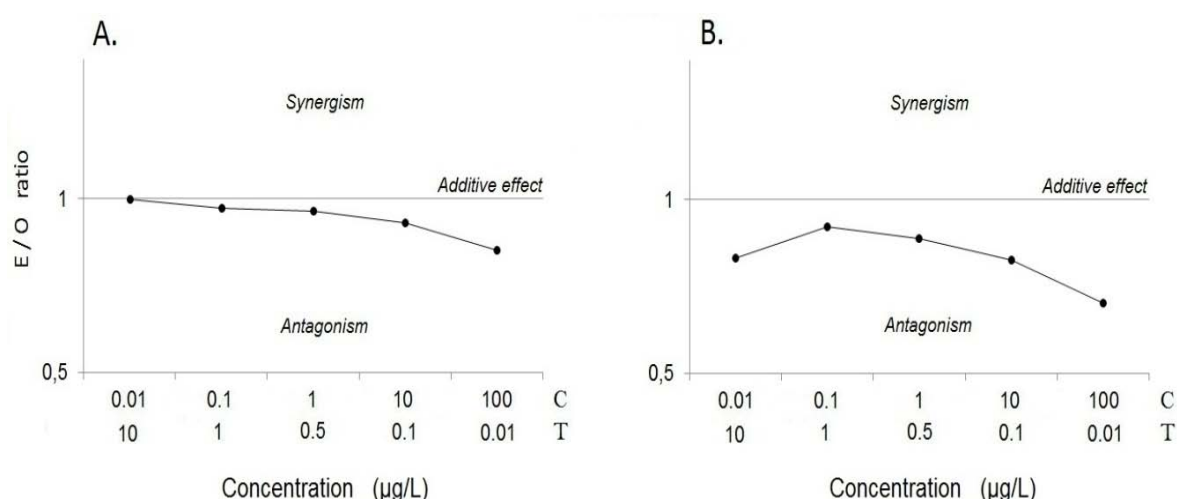 A.
Synergism
Additive effect
1
E / O ratio
Antagonism
0,5
0.01 0.1 1 10 100 C
10 1 0.5 0.1 0.01 T
Concentration (µg/L)
B.
Synergism
Additive effect
1
Antagonism
0,5
0.01 0.1 1 10 100 C
10 1 0.5 0.1 0.01 T
Concentration (µg/L)